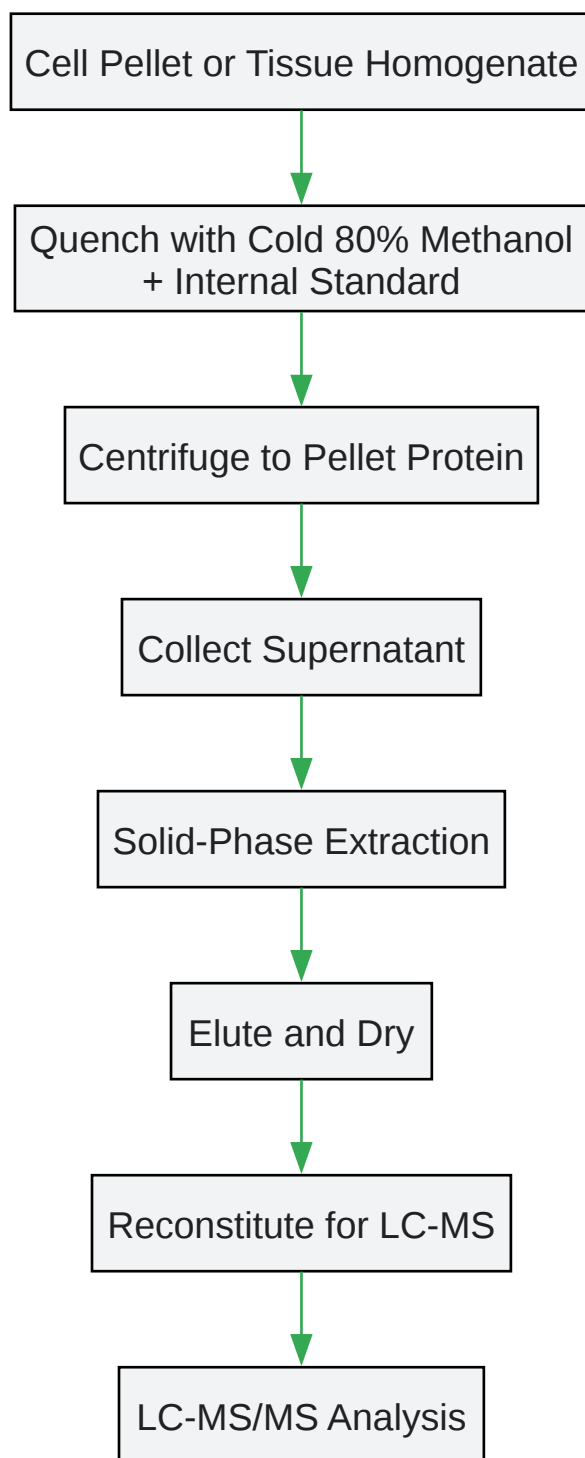 Cell Pellet or Tissue Homogenate
Quench with Cold 80% Methanol
+ Internal Standard
Centrifuge to Pellet Protein
Collect Supernatant
Solid-Phase Extraction
Elute and Dry
Reconstitute for LC-MS
LC-MS/MS Analysis